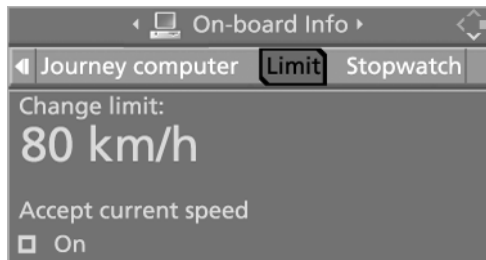 On-board Info
Journey computer Limit Stopwatch
Change limit:
80 km/h
Accept current speed
On